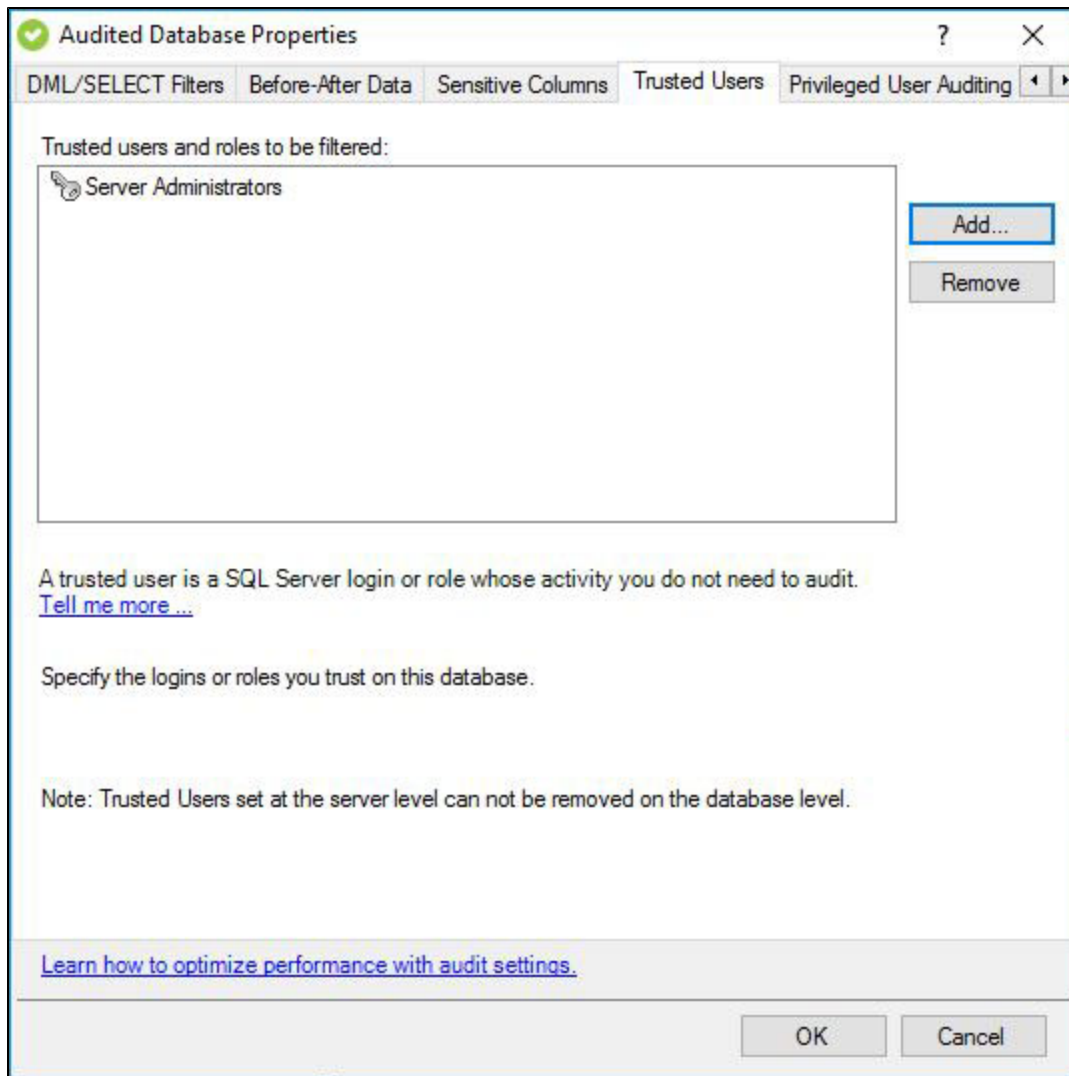 Audited Database Properties
?
DML/SELECT Filters Before-After Data Sensitive Columns Trusted Users Privileged User Auditing
Trusted users and roles to be filtered:
Server Administrators
Add...
Remove
A trusted user is a SQL Server login or role whose activity you do not need to audit.
Tell me more ...
Specify the logins or roles you trust on this database.
Note: Trusted Users set at the server level can not be removed on the database level.
Learn how to optimize performance with audit settings.
OK Cancel